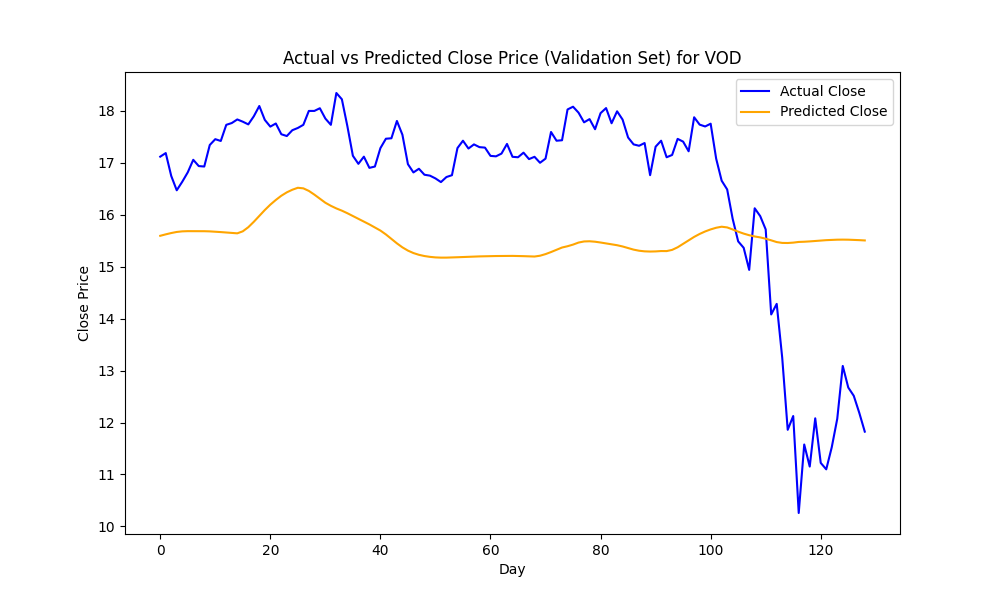 Actual vs Predicted Close Price (Validation Set) for VOD
Actual Close
Predicted Close
Close Price
18
17
16
15
14
13
12
11
10
0 20 40 60 80 100 120
Day